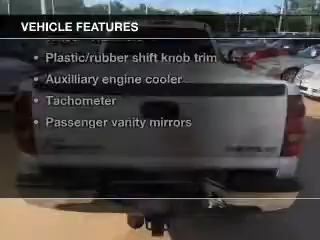 VEHICLE FEATURES
• Plastic/rubber shift knob trim
• Auxilliary engine cooler
• Tachometer
• Passenger vanity mirrors